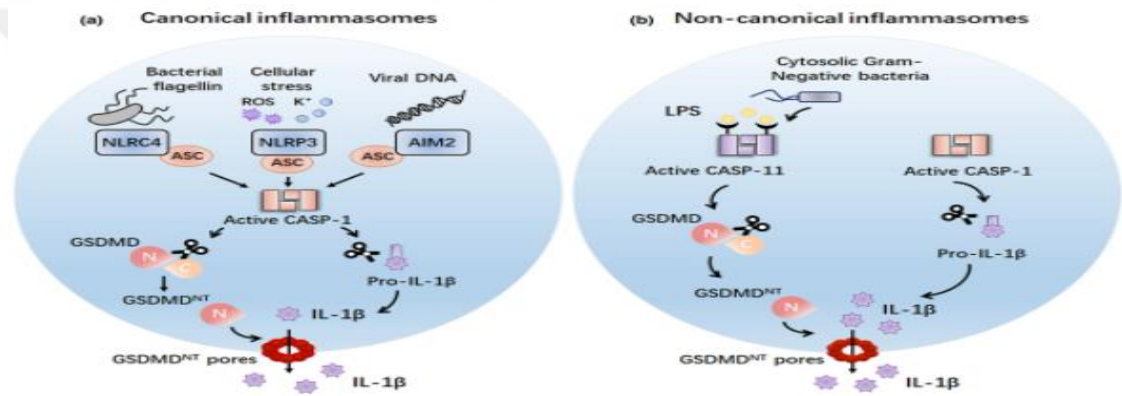 (a) Canonical inflammasomes
Bacterial
flagellin
Cellular
stress
ROS K⁺
Viral DNA
NLRC4
ASC
NLRP3
ASC
AIM2
ASC
Active CASP-1
GSDMD
N
C
GSDMDᴺᵀ
N
Pro-IL-1β
IL-1β
GSDMDᴺᵀ pores
IL-1β
(b) Non-canonical inflammasomes
Cytosolic Gram-
Negative bacteria
LPS
Active CASP-11
Active CASP-1
GSDMD
N
C
GSDMDᴺᵀ
N
Pro-IL-1β
IL-1β
GSDMDᴺᵀ pores
IL-1β